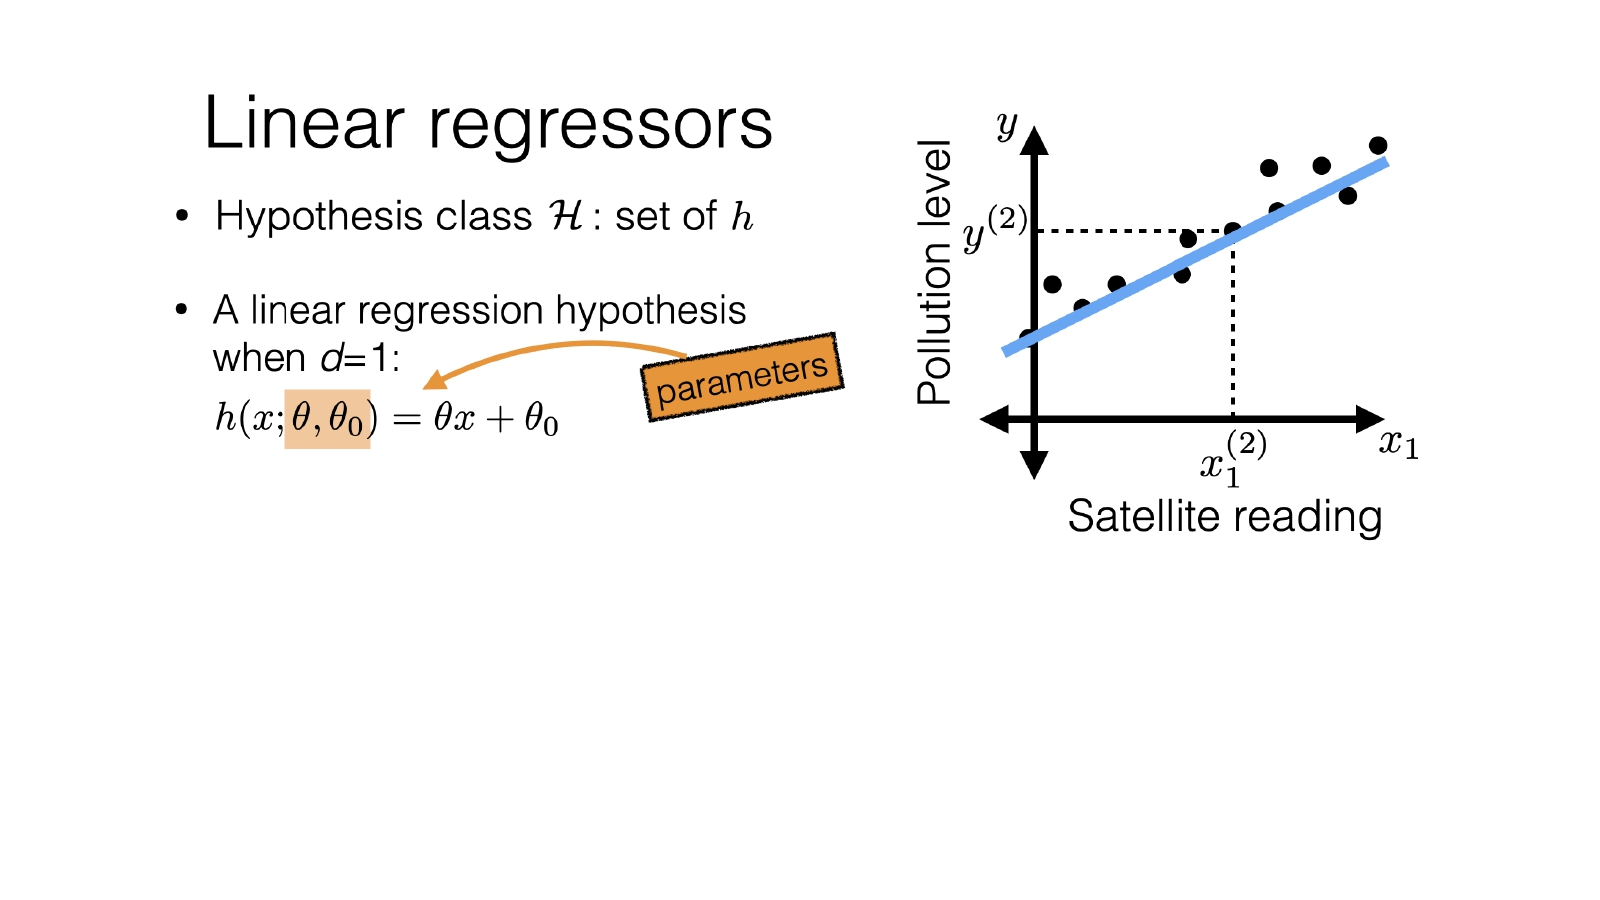 Linear regressors
• Hypothesis class ℋ : set of h
• A linear regression hypothesis
when d=1:
h(x; θ, θ₀) = θx + θ₀
parameters
y
Pollution level
y⁽²⁾
x₁⁽²⁾
x₁
Satellite reading